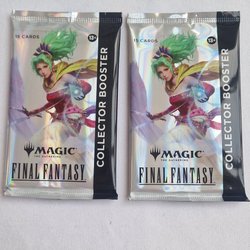 15 CARDS
13+
COLLECTOR BOOSTER
MAGIC
THE GATHERING
FINAL FANTASY
15 CARDS
13+
COLLECTOR BOOSTER
MAGIC
THE GATHERING
FINAL FANTASY